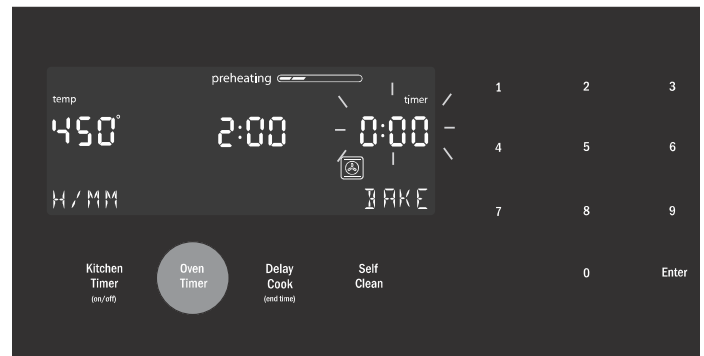 preheating
temp
timer
450°
2:00
0:00
H/MM
BAKE
1 2 3
4 5 6
7 8 9
0 Enter
Kitchen
Timer
(on/off)
Oven
Timer
Delay
Cook
(end time)
Self
Clean